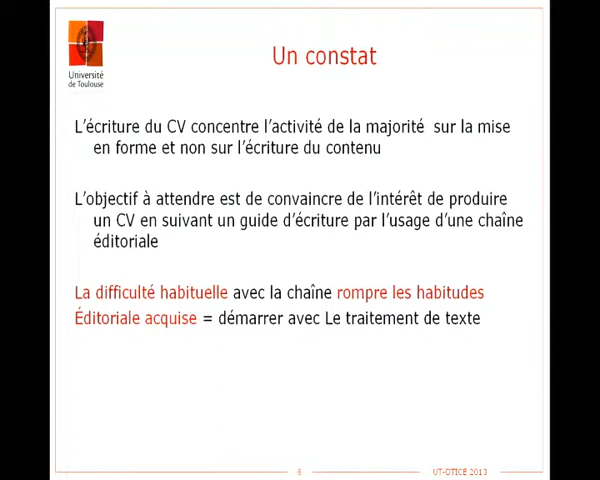 Université
de Toulouse
Un constat
L'écriture du CV concentre l'activité de la majorité sur la mise
en forme et non sur l'écriture du contenu
L'objectif à attendre est de convaincre de l'intérêt de produire
un CV en suivant un guide d'écriture par l'usage d'une chaîne
éditoriale
La difficulté habituelle avec la chaîne rompre les habitudes
Éditoriale acquise = démarrer avec Le traitement de texte
6
UT-DTICE 2013